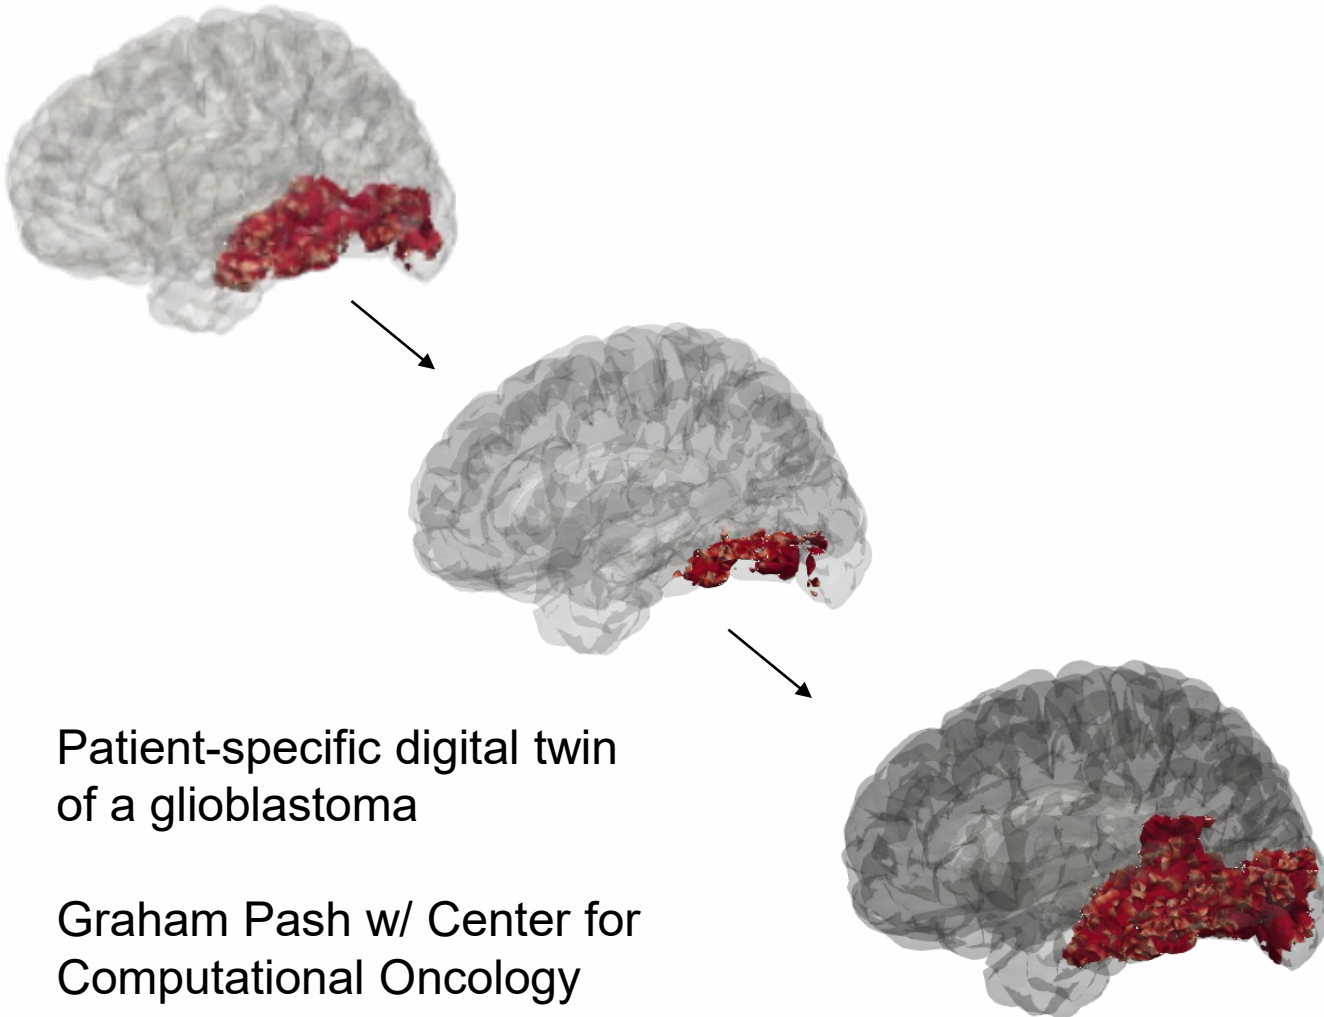 Patient-specific digital twin
of a glioblastoma
Graham Pash w/ Center for
Computational Oncology